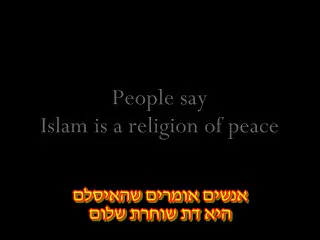 People say
Islam is a religion of peace
אנשים אומרים שהאיסלם
היא דת שוחרת שלום